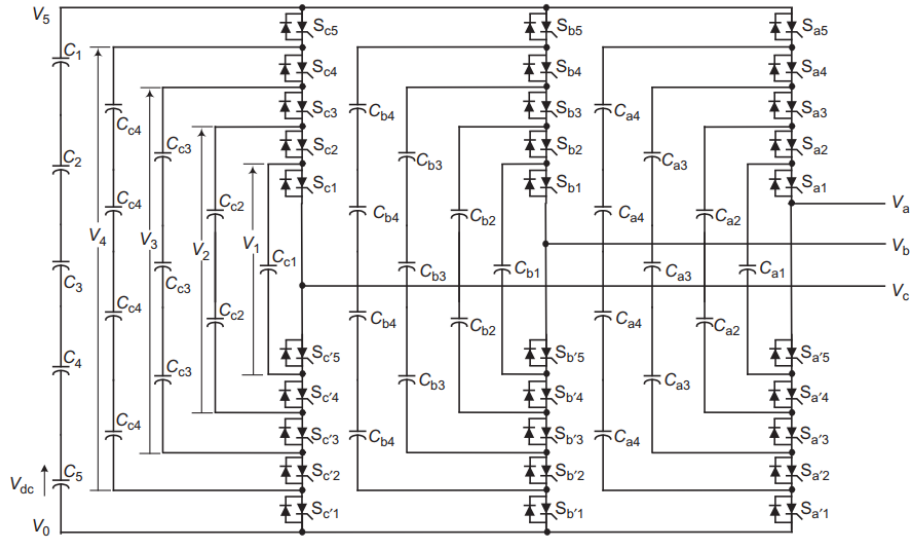 V5 Sc5 Sb5 Sa5
C1 Sc4 Sb4 Sa4
Cc4 Sc3 Cb4 Sb3 Ca4 Sa3
C2 Cc3 Sc2 Cb3 Sb2 Ca3 Sa2
Sc1 Sb1 Sa1
Cc4 Cc2 Cb4 Cb2 Ca4 Ca2 Va
V4 V3 V2 V1 Vb
C3 Cc3 Cc1 Cb3 Cb1 Ca3 Ca1
Vc
Cc4 Cc2 Cb4 Cb2 Ca4 Ca2
C4 Cc3 Sc′5 Cb3 Sb′5 Ca3 Sa′5
Sc′4 Sb′4 Sa′4
Cc4 Sc′3 Cb4 Sb′3 Ca4 Sa′3
C5 Sc′2 Sb′2 Sa′2
Vdc
V0 Sc′1 Sb′1 Sa′1